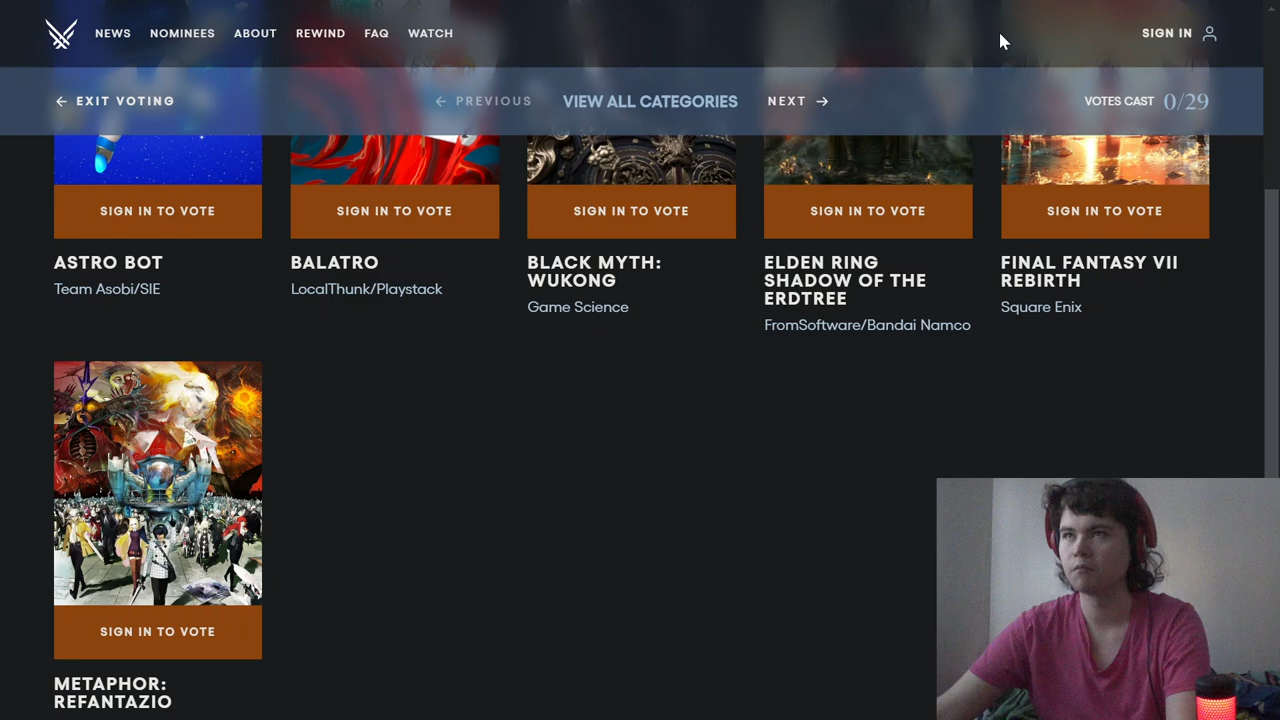 NEWS NOMINEES ABOUT REWIND FAQ WATCH SIGN IN
← EXIT VOTING ← PREVIOUS VIEW ALL CATEGORIES NEXT → VOTES CAST 0/29
SIGN IN TO VOTE
ASTRO BOT
Team Asobi/SIE
SIGN IN TO VOTE
BALATRO
LocalThunk/Playstack
SIGN IN TO VOTE
BLACK MYTH:
WUKONG
Game Science
SIGN IN TO VOTE
ELDEN RING
SHADOW OF THE
ERDTREE
FromSoftware/Bandai Namco
SIGN IN TO VOTE
FINAL FANTASY VII
REBIRTH
Square Enix
SIGN IN TO VOTE
METAPHOR:
REFANTAZIO